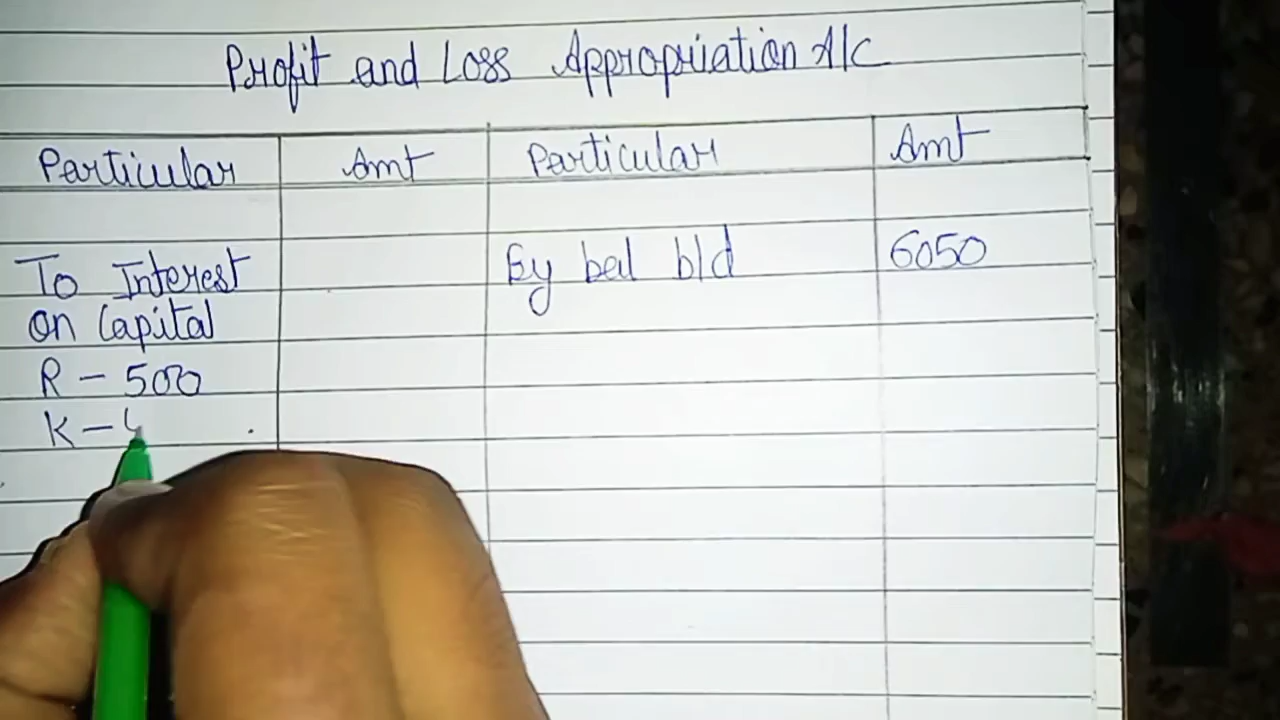 Profit and Loss Appropriation A/c
Particular Amt Particular Amt
To Interest By bal b/d 6050
on Capital
R - 500
K -